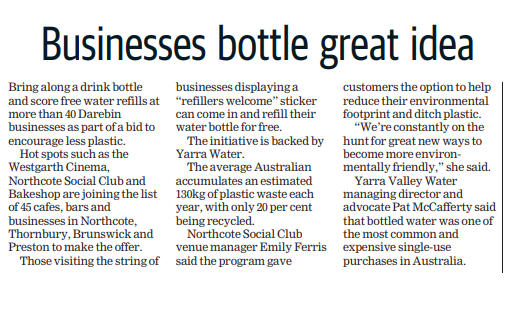 Businesses bottle great idea
Bring along a drink bottle
and score free water refills at
more than 40 Darebin
businesses as part of a bid to
encourage less plastic.
Hot spots such as the
Westgarth Cinema,
Northcote Social Club and
Bakeshop are joining the list
of 45 cafes, bars and
businesses in Northcote,
Thornbury, Brunswick and
Preston to make the offer.
Those visiting the string of
businesses displaying a
“refillers welcome” sticker
can come in and refill their
water bottle for free.
The initiative is backed by
Yarra Water.
The average Australian
accumulates an estimated
130kg of plastic waste each
year, with only 20 per cent
being recycled.
Northcote Social Club
venue manager Emily Ferris
said the program gave
customers the option to help
reduce their environmental
footprint and ditch plastic.
“We’re constantly on the
hunt for great new ways to
become more environ-
mentally friendly,” she said.
Yarra Valley Water
managing director and
advocate Pat McCafferty said
that bottled water was one of
the most common and
expensive single-use
purchases in Australia.